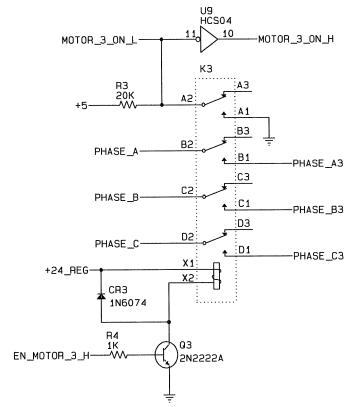 U9
HCS04
MOTOR_3_ON_L
11
10
MOTOR_3_ON_H
K3
R3
20K
+5
A2
A3
A1
B3
PHASE_A
B2
B1
PHASE_A3
C3
PHASE_B
C2
C1
PHASE_B3
D3
PHASE_C
D2
D1
PHASE_C3
+24_REG
X1
X2
CR3
1N6074
R4
1K
Q3
2N2222A
EN_MOTOR_3_H